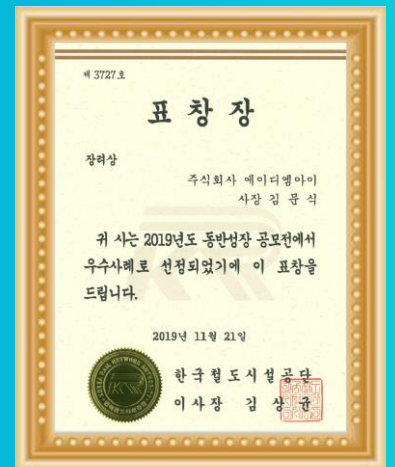 제 3727호
표 창 장
장려상
주식회사 에이디엠아이
사장 김 문 식
귀 사는 2019년도 동반성장 공모전에서
우수사례로 선정되었기에 이 표창을
드립니다.
2019년 11월 21일
한국철도시설공단
이사장 김 상 균